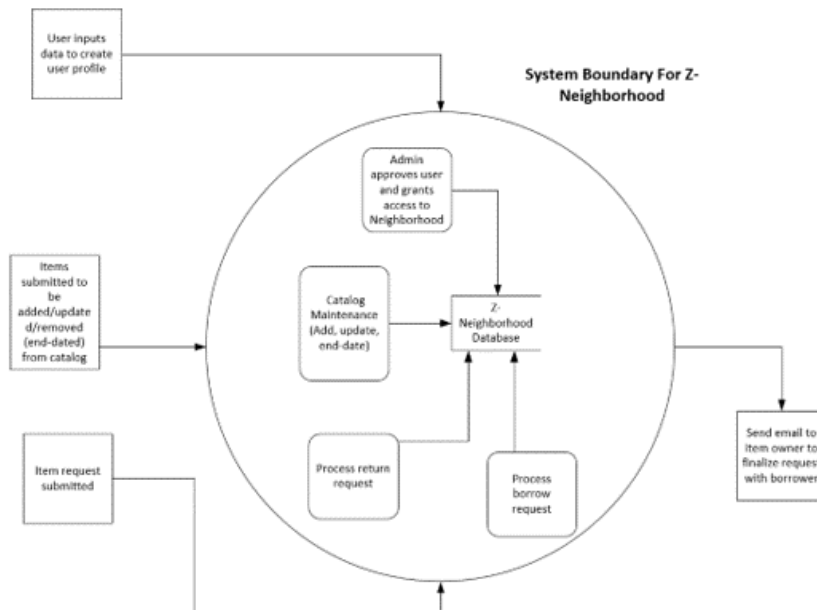 User inputs
data to create
user profile
System Boundary For Z-
Neighborhood
Admin
approves user
and grants
access to
Neighborhood
Items
submitted to
be
added/update
d/removed
(end-dated)
from catalog
Catalog
Maintenance
(Add, update,
end-date)
Z-
Neighborhood
Database
Item request
submitted
Process return
request
Process
borrow
request
Send email to
item owner to
finalize request
with borrower